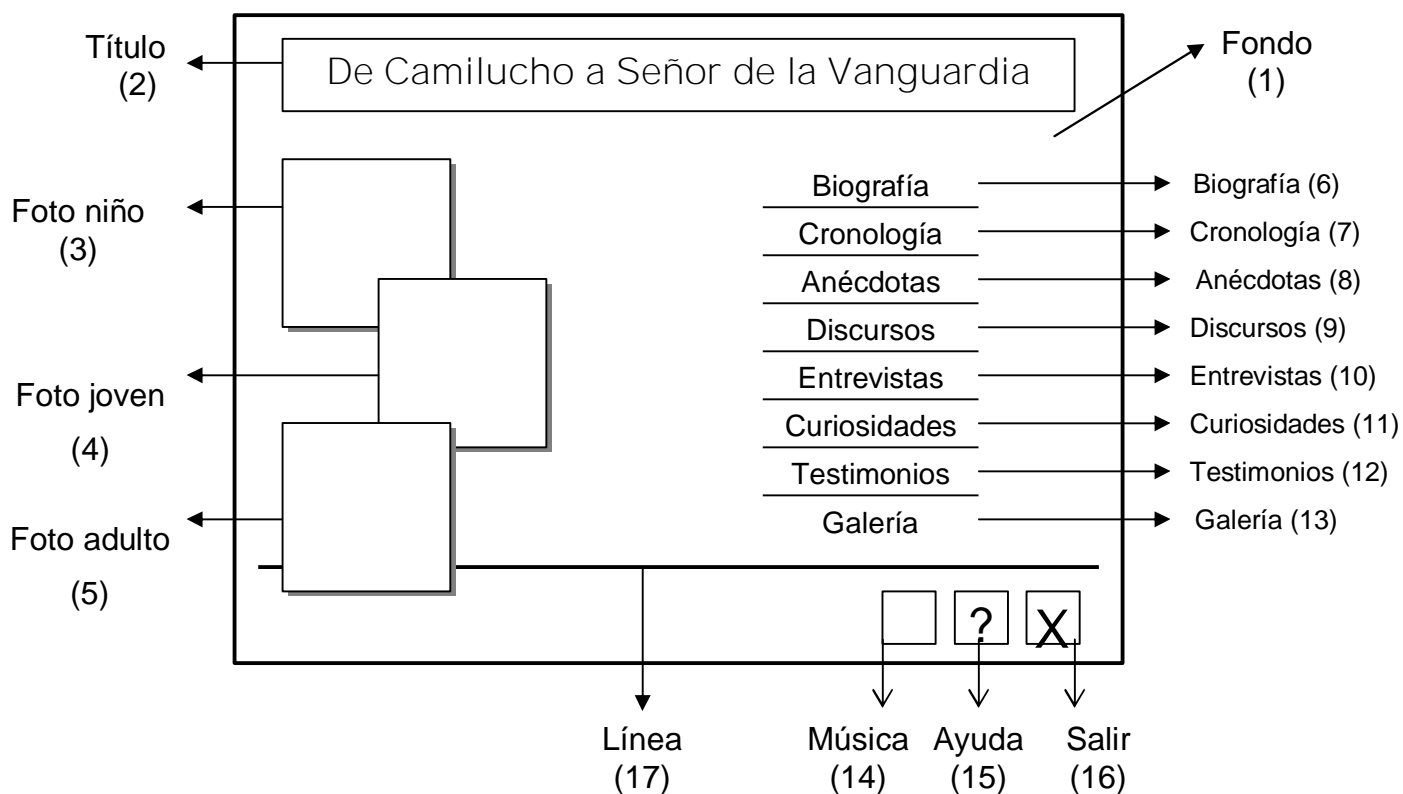 Título
(2)
De Camilucho a Señor de la Vanguardia
Fondo
(1)
Foto niño
(3)
Foto joven
(4)
Foto adulto
(5)
Biografía
Biografía (6)
Cronología
Cronología (7)
Anécdotas
Anécdotas (8)
Discursos
Discursos (9)
Entrevistas
Entrevistas (10)
Curiosidades
Curiosidades (11)
Testimonios
Testimonios (12)
Galería
Galería (13)
?
X
Línea
(17)
Música
(14)
Ayuda
(15)
Salir
(16)